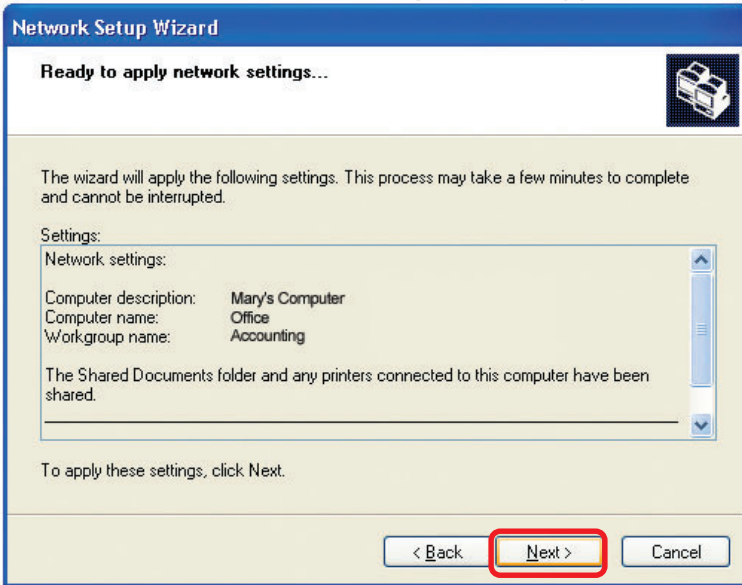 Network Setup Wizard
Ready to apply network settings...
The wizard will apply the following settings. This process may take a few minutes to complete
and cannot be interrupted.
Settings:
Network settings:
Computer description: Mary's Computer
Computer name: Office
Workgroup name: Accounting
The Shared Documents folder and any printers connected to this computer have been
shared.
To apply these settings, click Next.
< Back Next > Cancel